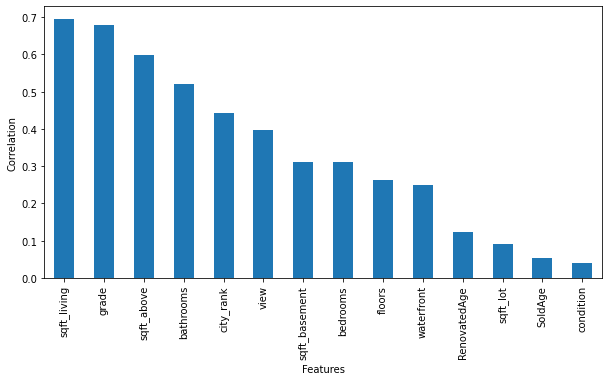 0.7
0.6
0.5
0.4
0.3
0.2
0.1
0.0
Correlation
sqft_living
grade
sqft_above
bathrooms
city_rank
view
sqft_basement
bedrooms
floors
waterfront
RenovatedAge
sqft_lot
SoldAge
condition
Features